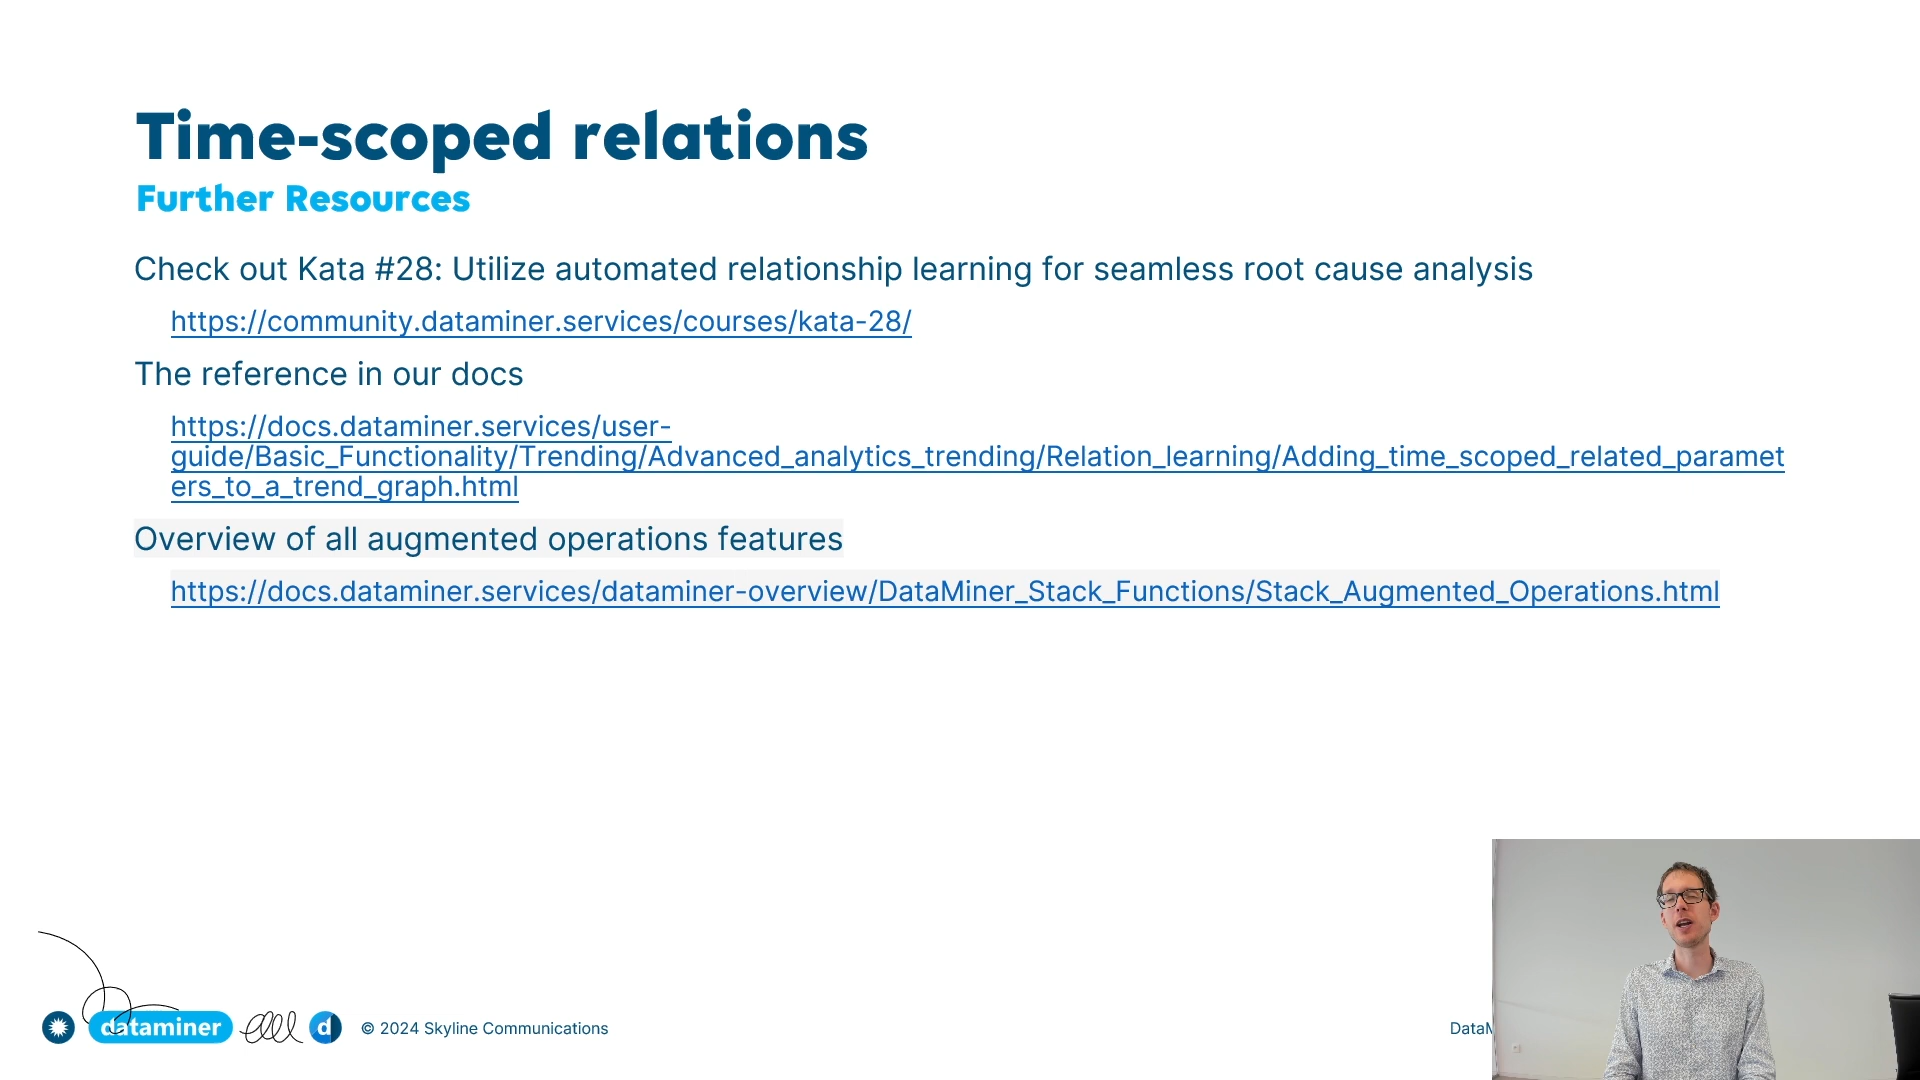 Time-scoped relations
Further Resources
Check out Kata #28: Utilize automated relationship learning for seamless root cause analysis
https://community.dataminer.services/courses/kata-28/
The reference in our docs
https://docs.dataminer.services/user-
guide/Basic_Functionality/Trending/Advanced_analytics_trending/Relation_learning/Adding_time_scoped_related_paramet
ers_to_a_trend_graph.html
Overview of all augmented operations features
https://docs.dataminer.services/dataminer-overview/DataMiner_Stack_Functions/Stack_Augmented_Operations.html
dataminer d © 2024 Skyline Communications